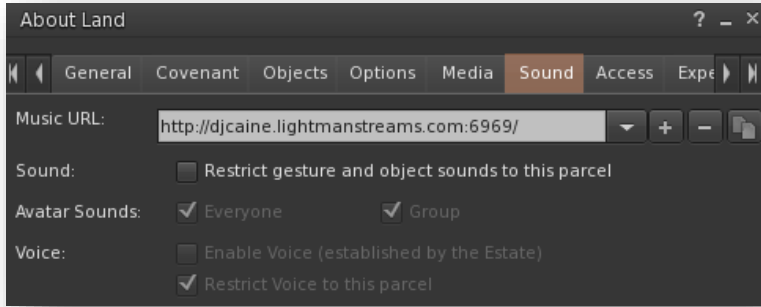 About Land ? _ ×
General Covenant Objects Options Media Sound Access Expe
Music URL: http://djcaine.lightmanstreams.com:6969/
Sound: Restrict gesture and object sounds to this parcel
Avatar Sounds: Everyone Group
Voice: Enable Voice (established by the Estate)
Restrict Voice to this parcel